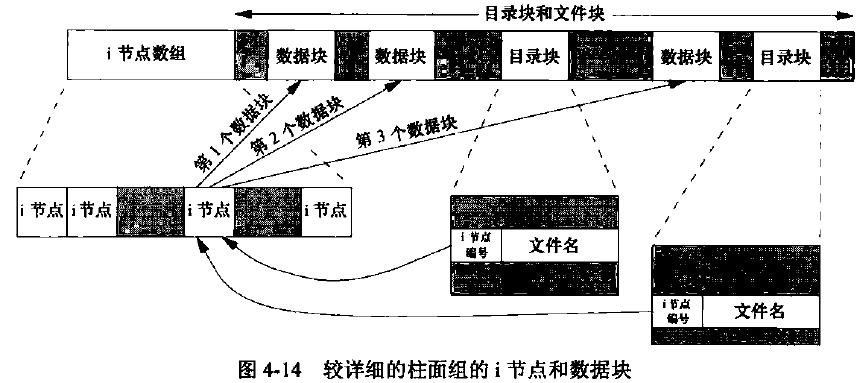 目录块和文件块
i 节点数组
数据块
数据块
目录块
数据块
目录块
第1个数据块
第2个数据块
第3个数据块
i 节点
i 节点
i 节点
i 节点
i 节点
编号
文件名
i 节点
编号
文件名
图 4-14 较详细的柱面组的 i 节点和数据块